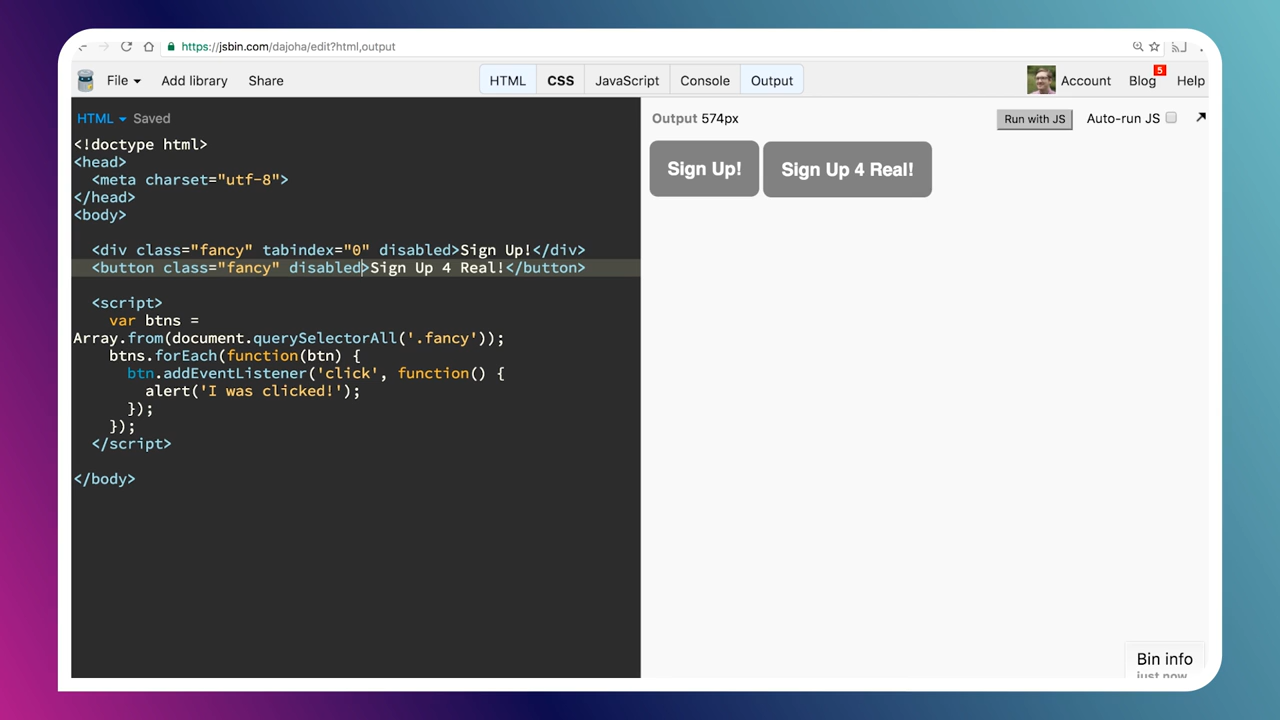 https://jsbin.com/dajoha/edit?html,output
File Add library Share HTML CSS JavaScript Console Output Account Blog 5 Help
HTML Saved
Output 574px Run with JS Auto-run JS
<!doctype html>
<head>
<meta charset="utf-8">
</head>
<body>
<div class="fancy" tabindex="0" disabled>Sign Up!</div>
<button class="fancy" disabled>Sign Up 4 Real!</button>
<script>
var btns =
Array.from(document.querySelectorAll('.fancy'));
btns.forEach(function(btn) {
btn.addEventListener('click', function() {
alert('I was clicked!');
});
});
</script>
</body>
Sign Up! Sign Up 4 Real!
Bin info
just now